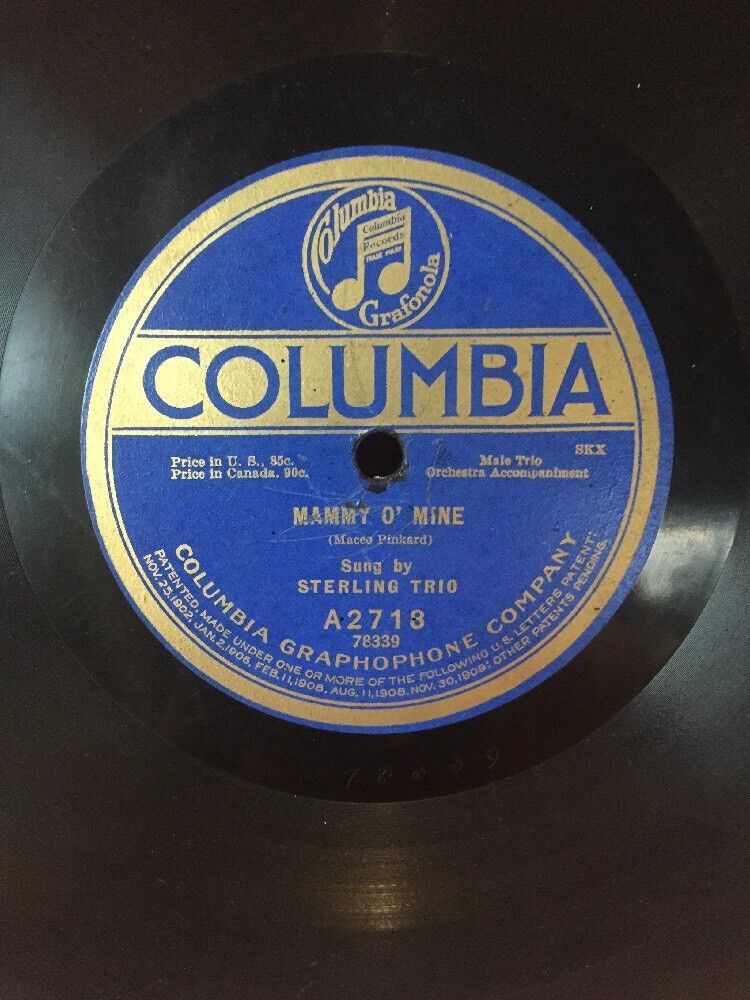 Columbia
Columbia
Records
TRADE MARK
Grafonola
COLUMBIA
Price in U. S., 85c.
Price in Canada. 90c.
Male Trio
Orchestra Accompaniment
SKX
MAMMY O' MINE
(Maceo Pinkard)
Sung by
STERLING TRIO
A2718
78339
COLUMBIA GRAPHOPHONE COMPANY
PATENTED, MADE UNDER ONE OR MORE OF THE FOLLOWING U.S. LETTERS PATENT:
NOV. 25, 1902, JAN. 2, 1906, FEB. 11, 1908, AUG. 11, 1908, NOV. 30, 1909; OTHER PATENTS PENDING.
78339